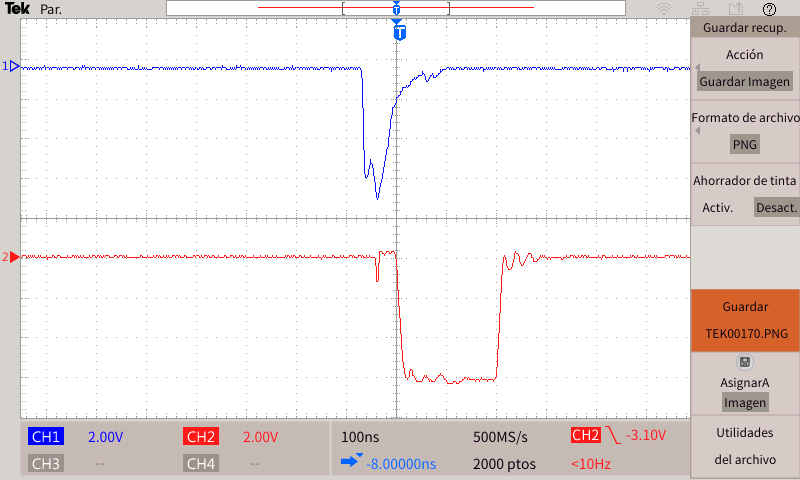 Tek Par.
T
T
1
2
Guardar recup.
Acción
Guardar Imagen
Formato de archivo
PNG
Ahorrador de tinta
Activ. Desact.
Guardar
TEK00170.PNG
AsignarA
Imagen
Utilidades
del archivo
CH1 2.00V CH2 2.00V 100ns 500MS/s CH2 -3.10V
CH3 -- CH4 -- -8.00000ns 2000 ptos <10Hz